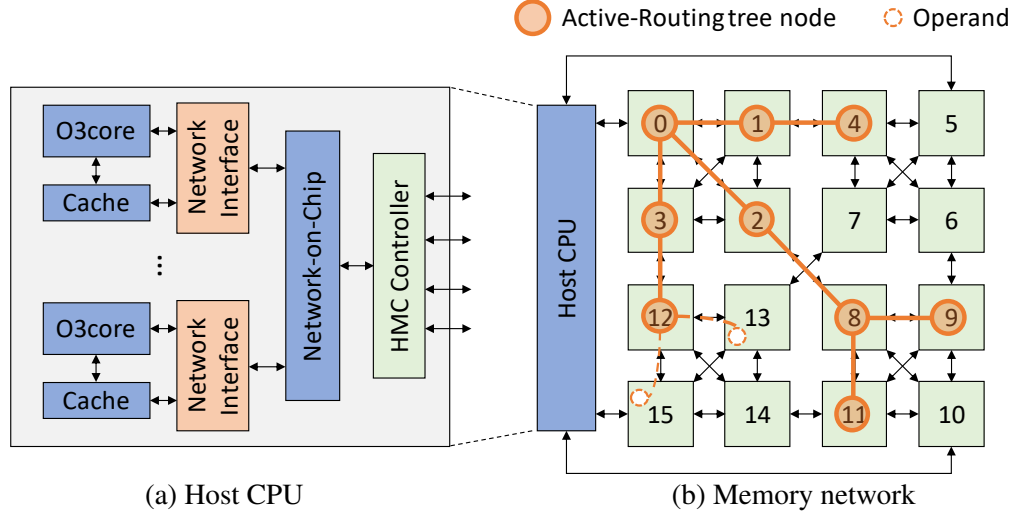 Active-Routing tree node
Operand
O3core
Cache
Network
Interface
...
O3core
Cache
Network
Interface
Network-on-Chip
HMC Controller
Host CPU
0
1
4
5
3
2
7
6
12
13
8
9
15
14
11
10
(a) Host CPU
(b) Memory network